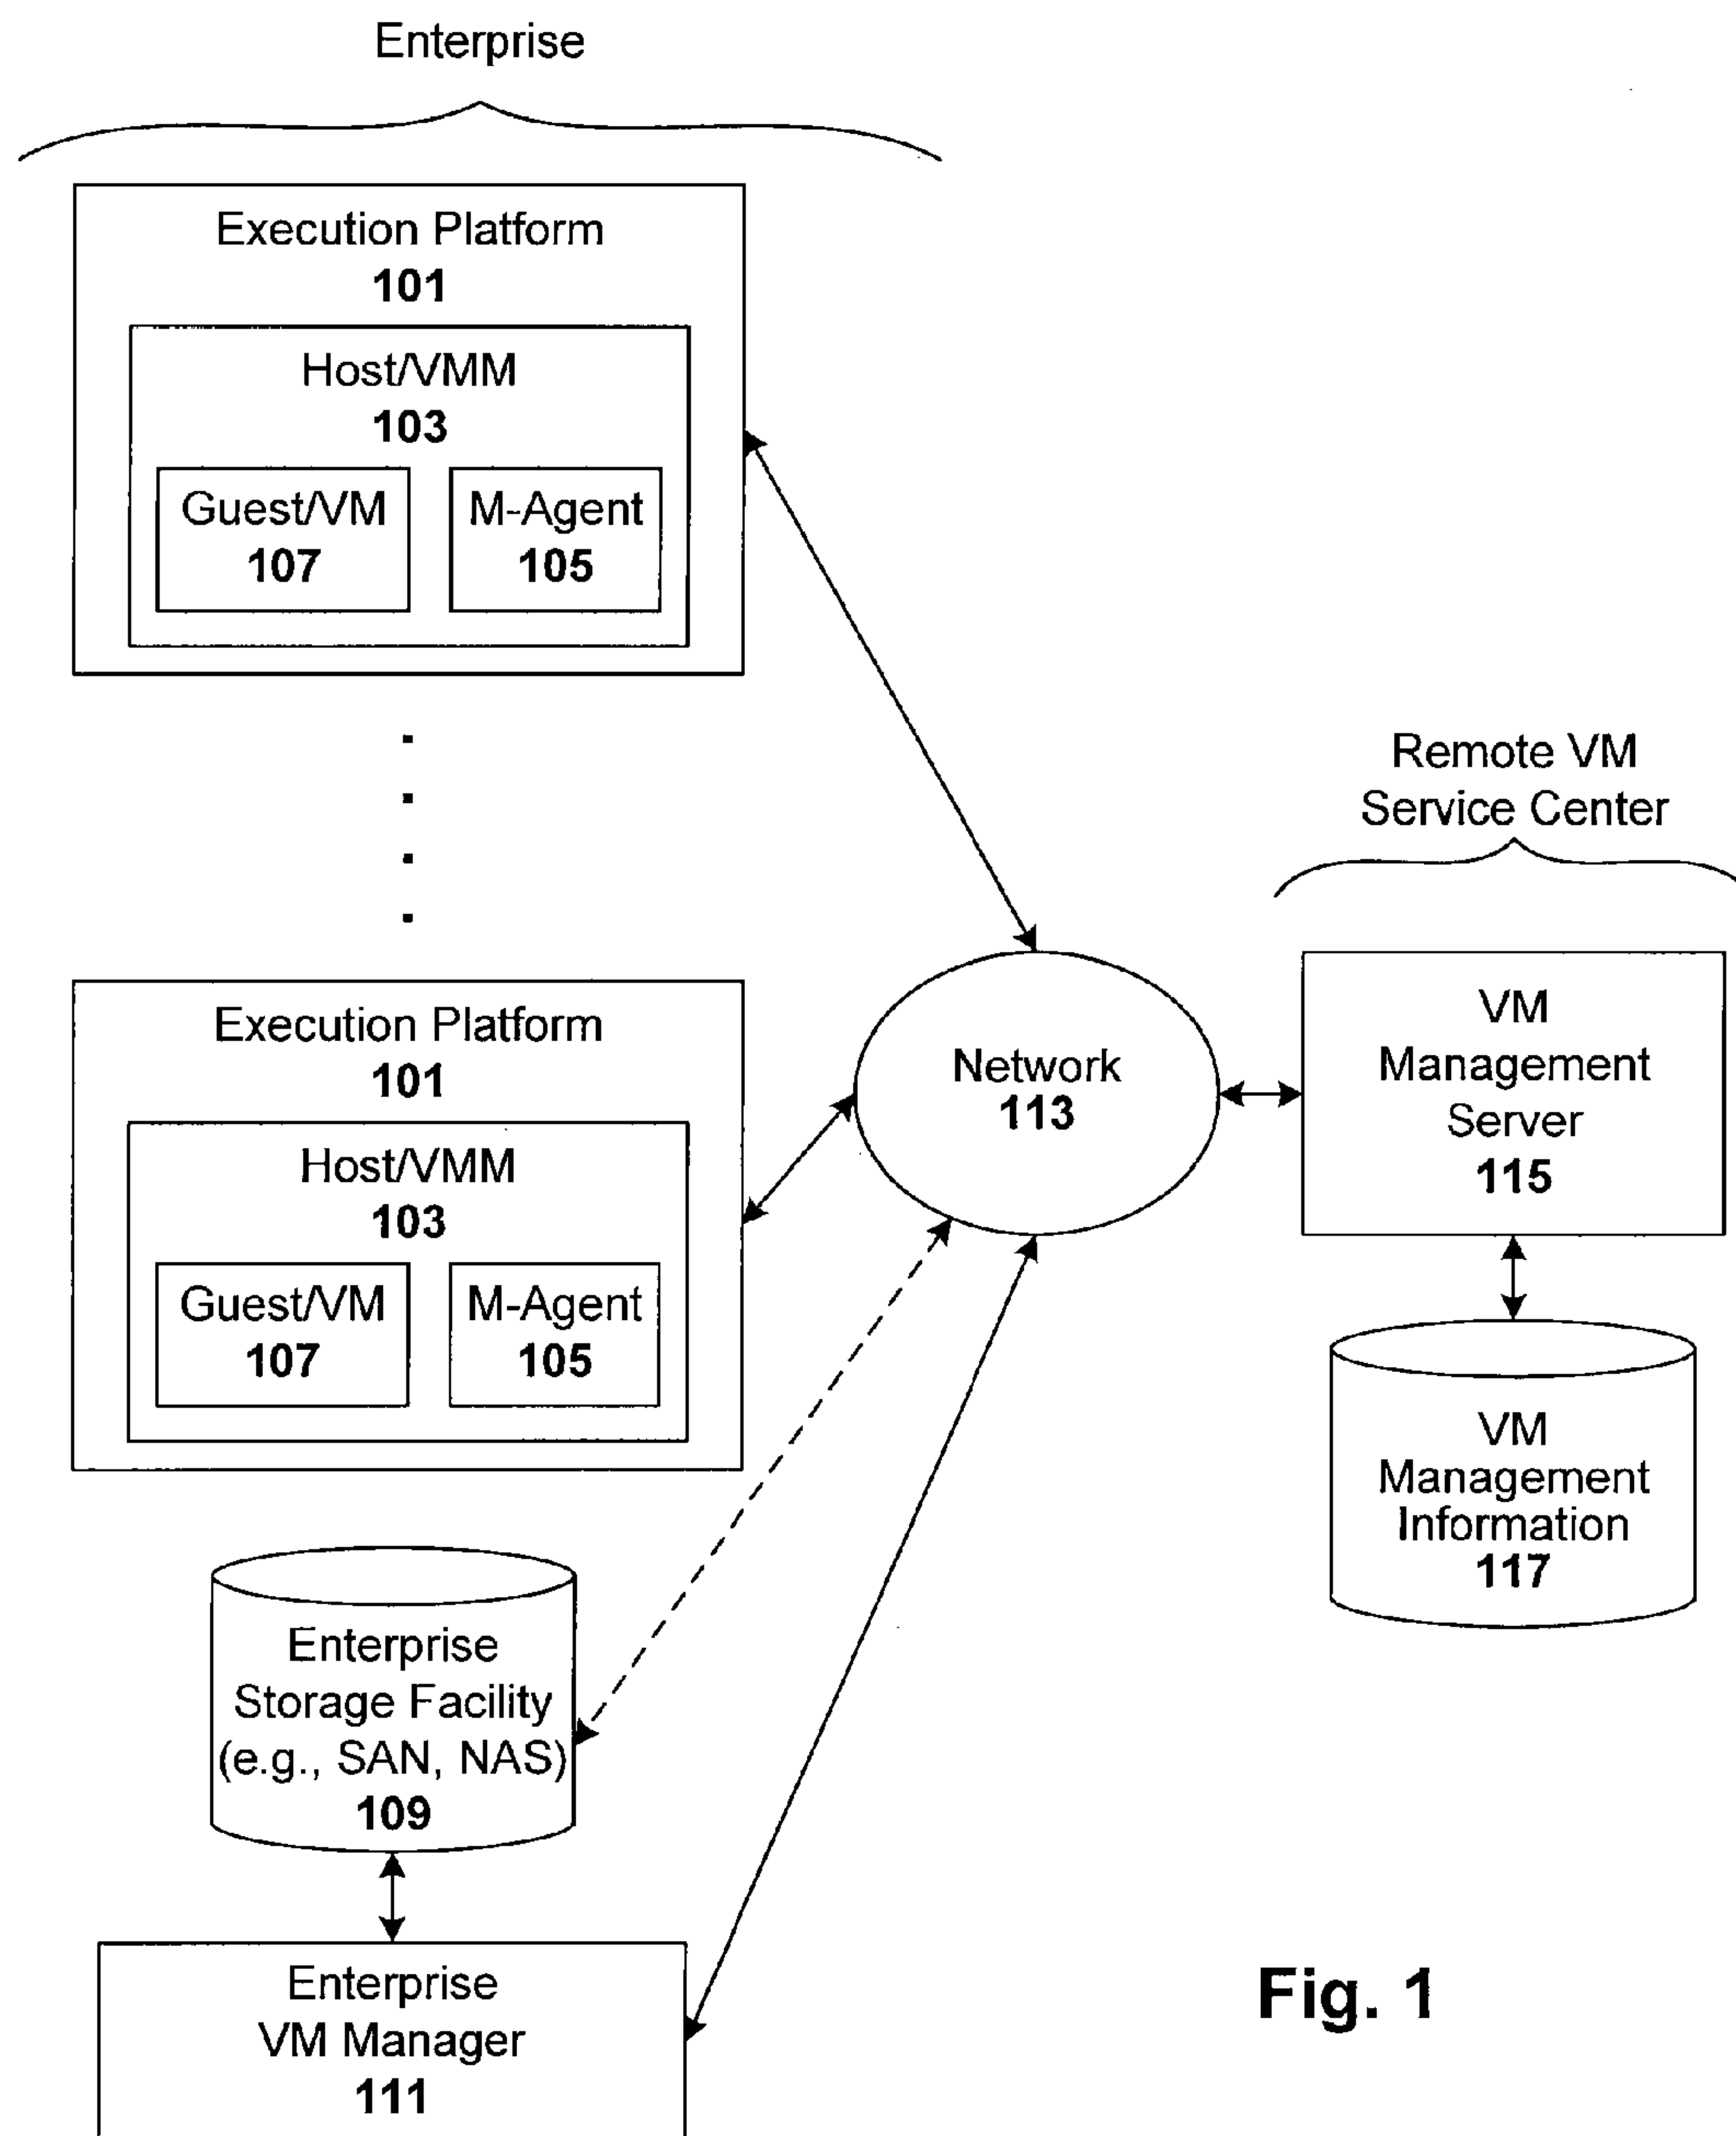 Enterprise
Execution Platform
101
Host/VMM
103
Guest/VM
107
M-Agent
105
Execution Platform
101
Host/VMM
103
Guest/VM
107
M-Agent
105
Enterprise
Storage Facility
(e.g., SAN, NAS)
109
Enterprise
VM Manager
111
Network
113
Remote VM
Service Center
VM
Management
Server
115
VM
Management
Information
117
Fig. 1